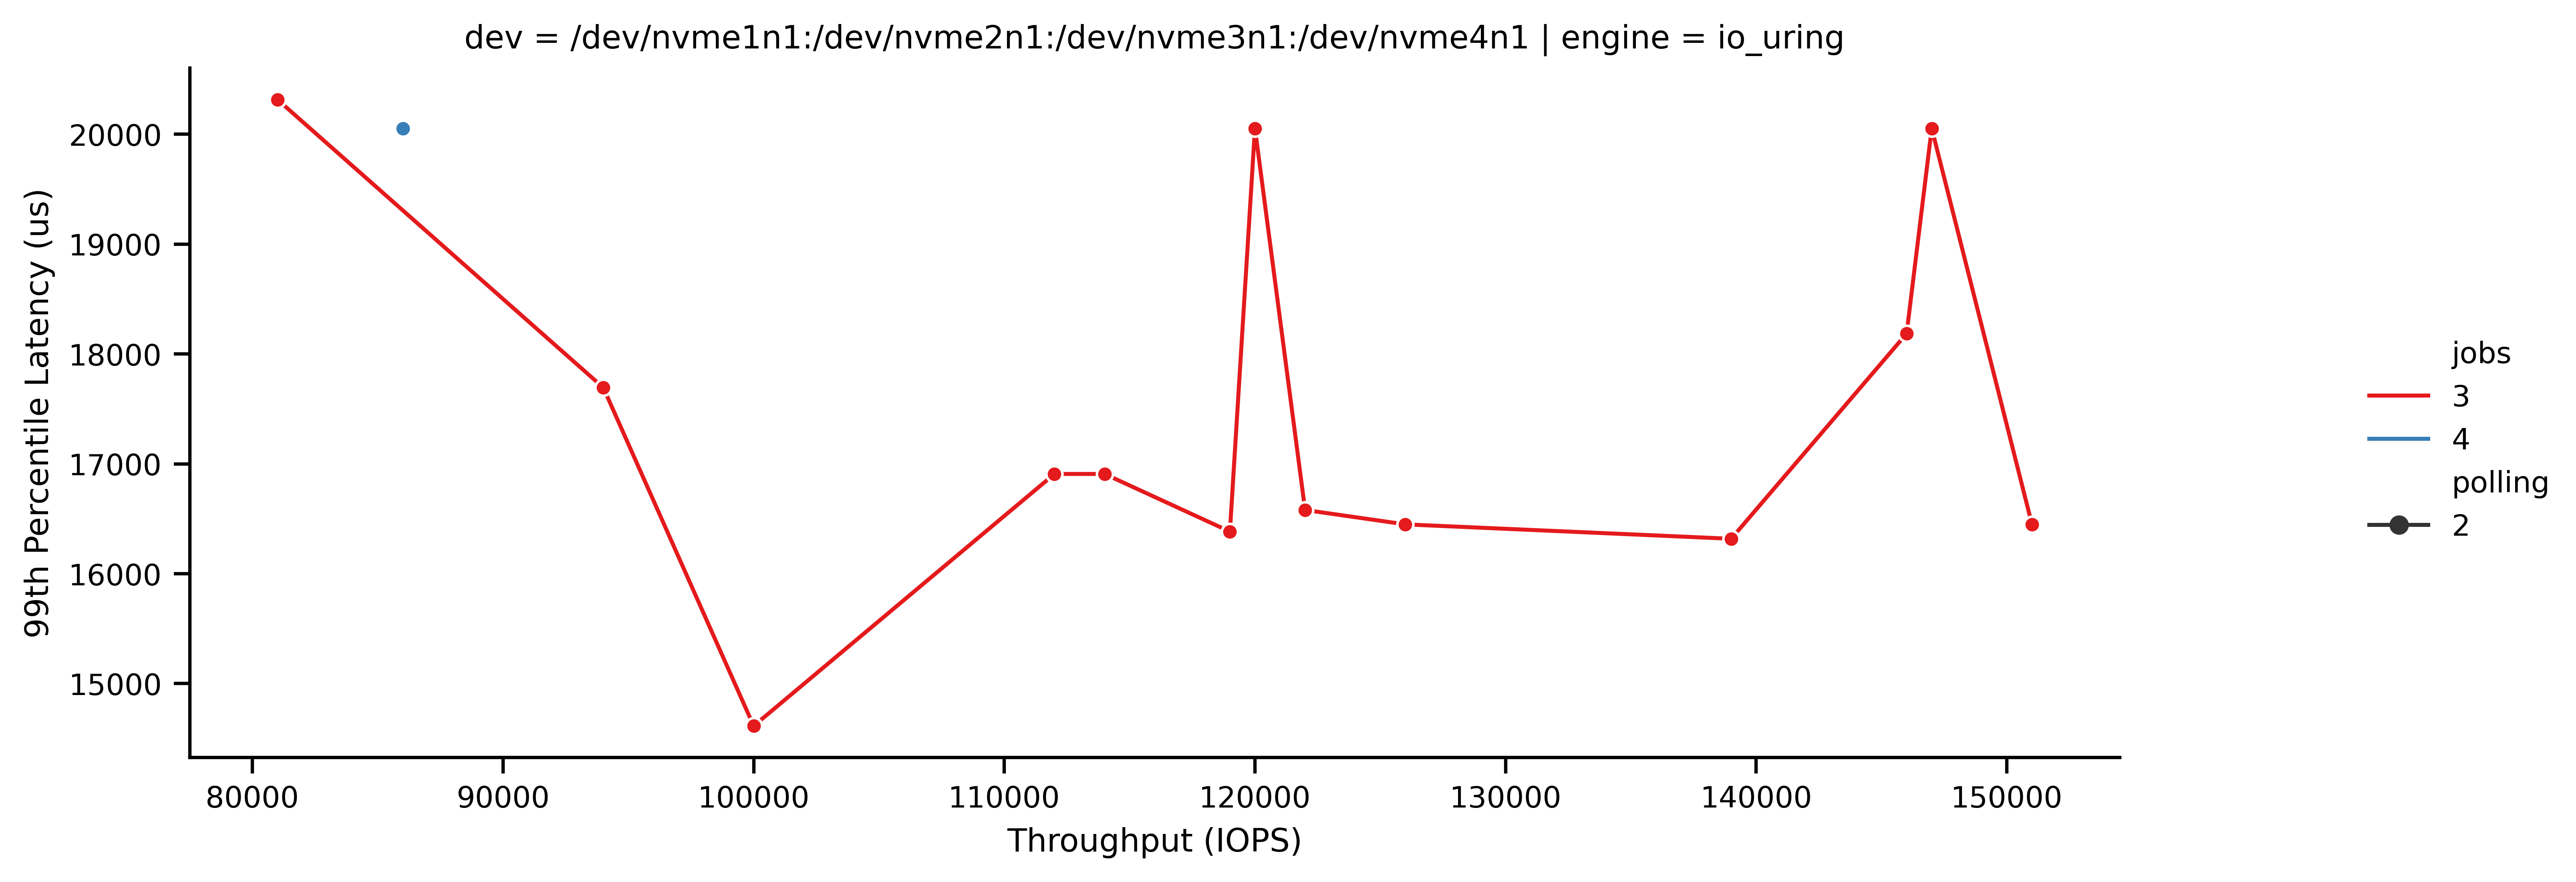 dev = /dev/nvme1n1:/dev/nvme2n1:/dev/nvme3n1:/dev/nvme4n1 | engine = io_uring
99th Percentile Latency (us)
20000
19000
18000
17000
16000
15000
80000 90000 100000 110000 120000 130000 140000 150000
Throughput (IOPS)
jobs
3
4
polling
2